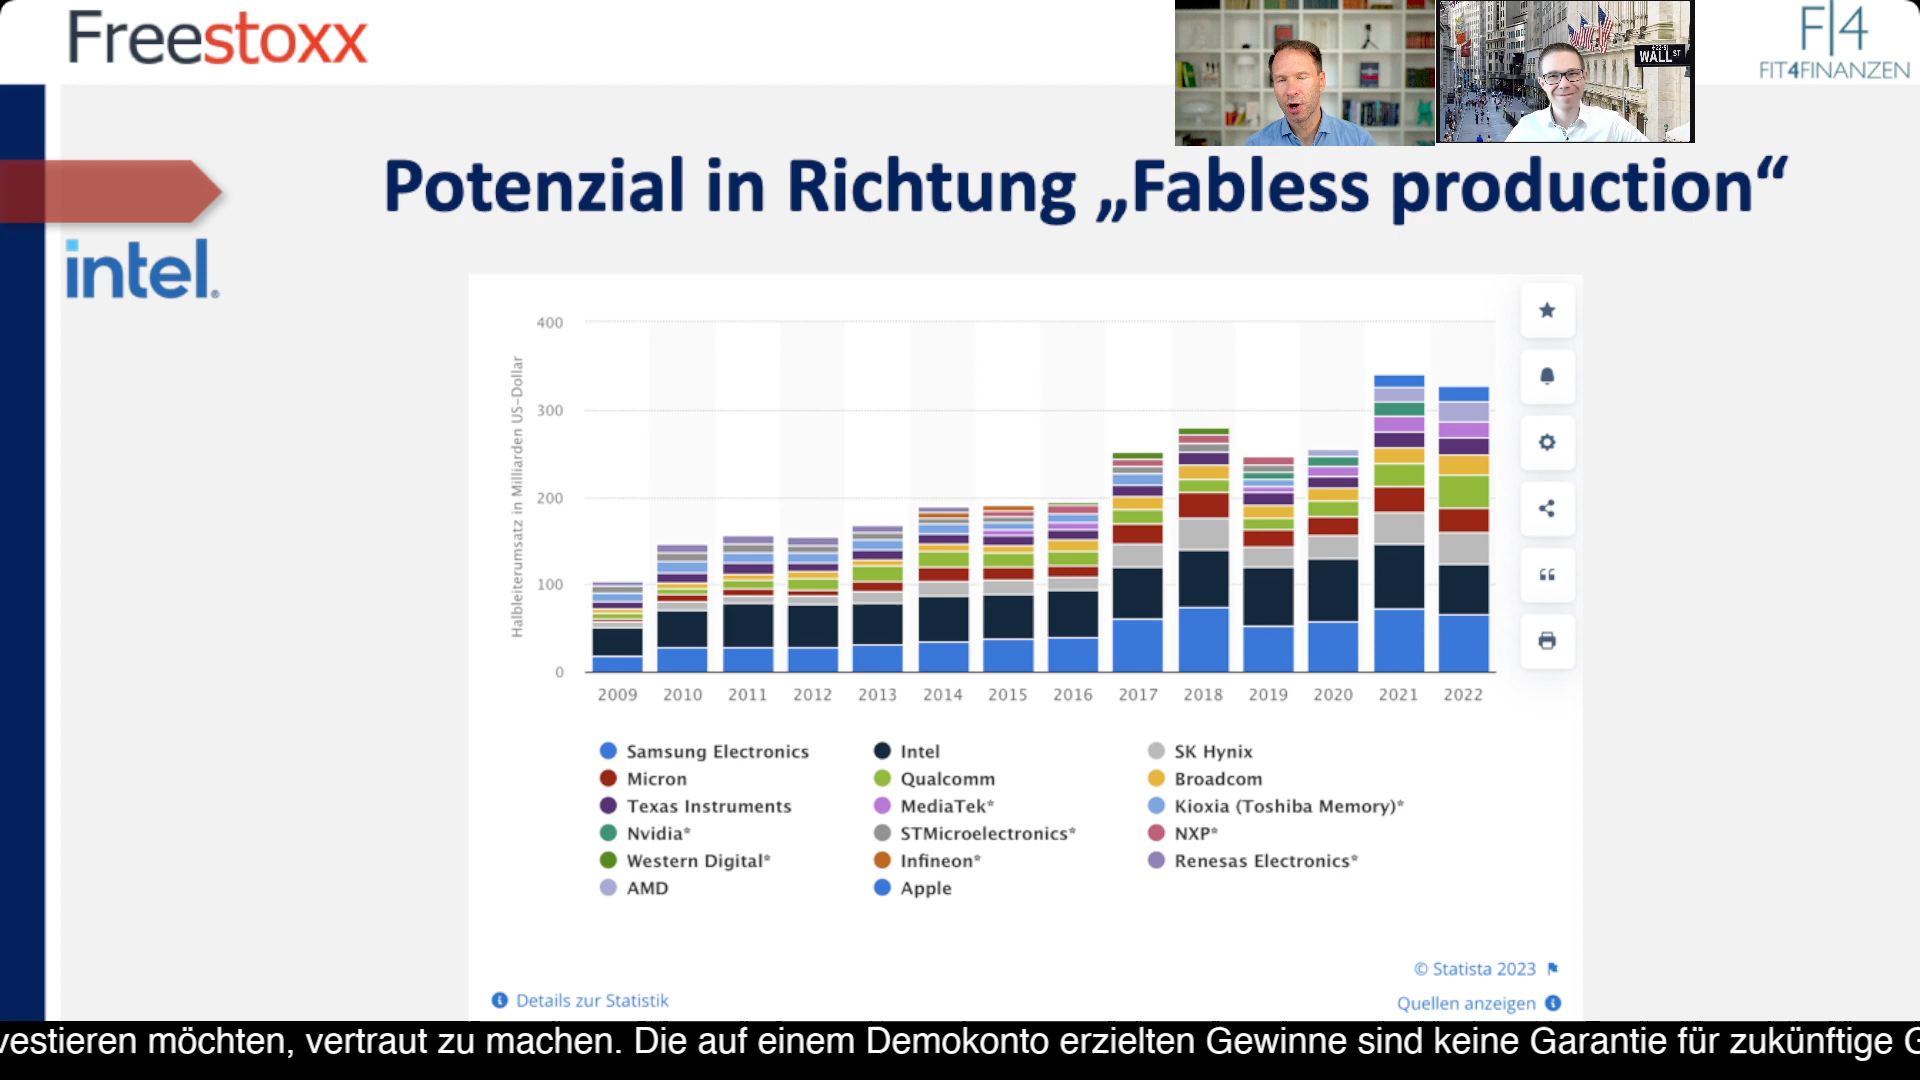 Freestoxx
WALL ST
F|4
FIT4FINANZEN
Potenzial in Richtung „Fabless production“
intel.
Halbleiterumsatz in Milliarden US-Dollar
400
300
200
100
0
2009 2010 2011 2012 2013 2014 2015 2016 2017 2018 2019 2020 2021 2022
Samsung Electronics Intel SK Hynix
Micron Qualcomm Broadcom
Texas Instruments MediaTek* Kioxia (Toshiba Memory)*
Nvidia* STMicroelectronics* NXP*
Western Digital* Infineon* Renesas Electronics*
AMD Apple
© Statista 2023
Details zur Statistik
Quellen anzeigen
vestieren möchten, vertraut zu machen. Die auf einem Demokonto erzielten Gewinne sind keine Garantie für zukünftige G